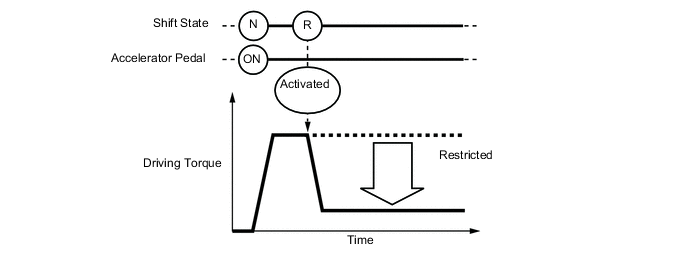 Shift State
N
R
Accelerator Pedal
ON
Activated
Driving Torque
Restricted
Time